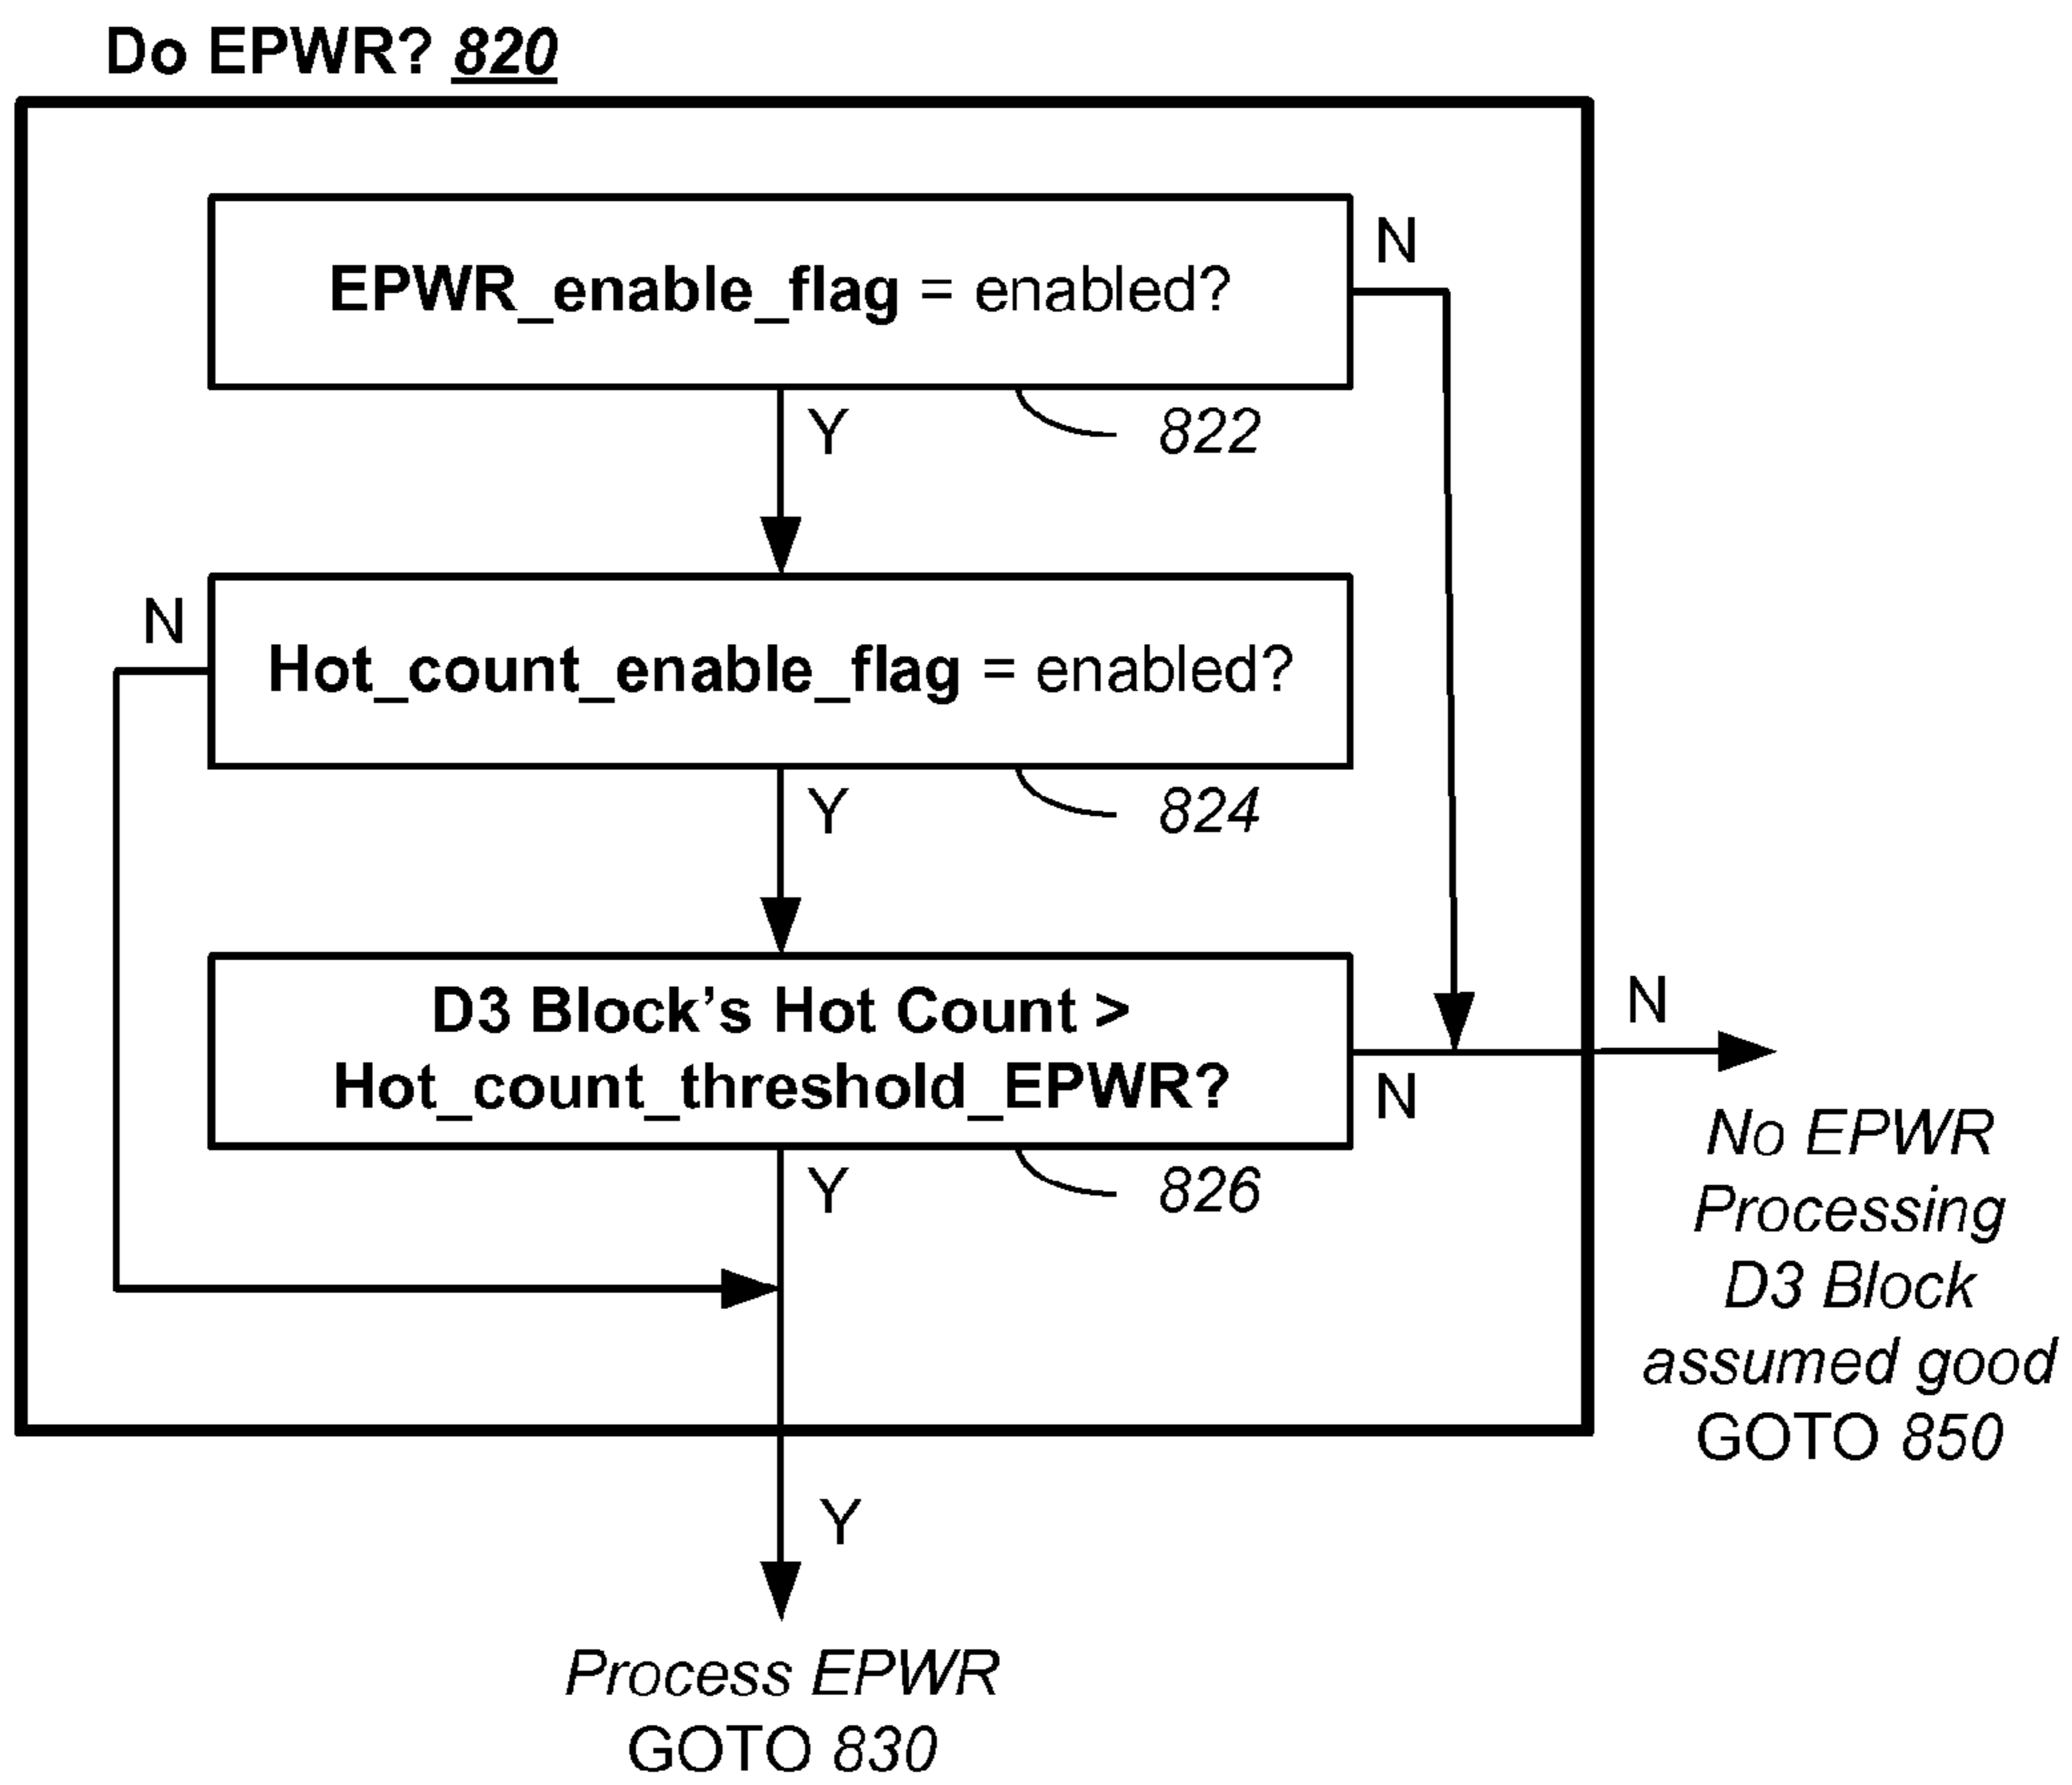 Do EPWR? 820
N
EPWR_enable_flag = enabled?
Y
822
N
Hot_count_enable_flag = enabled?
Y
824
D3 Block’s Hot Count >
Hot_count_threshold_EPWR?
N
N
Y
826
No EPWR
Processing
D3 Block
assumed good
GOTO 850
Y
Process EPWR
GOTO 830